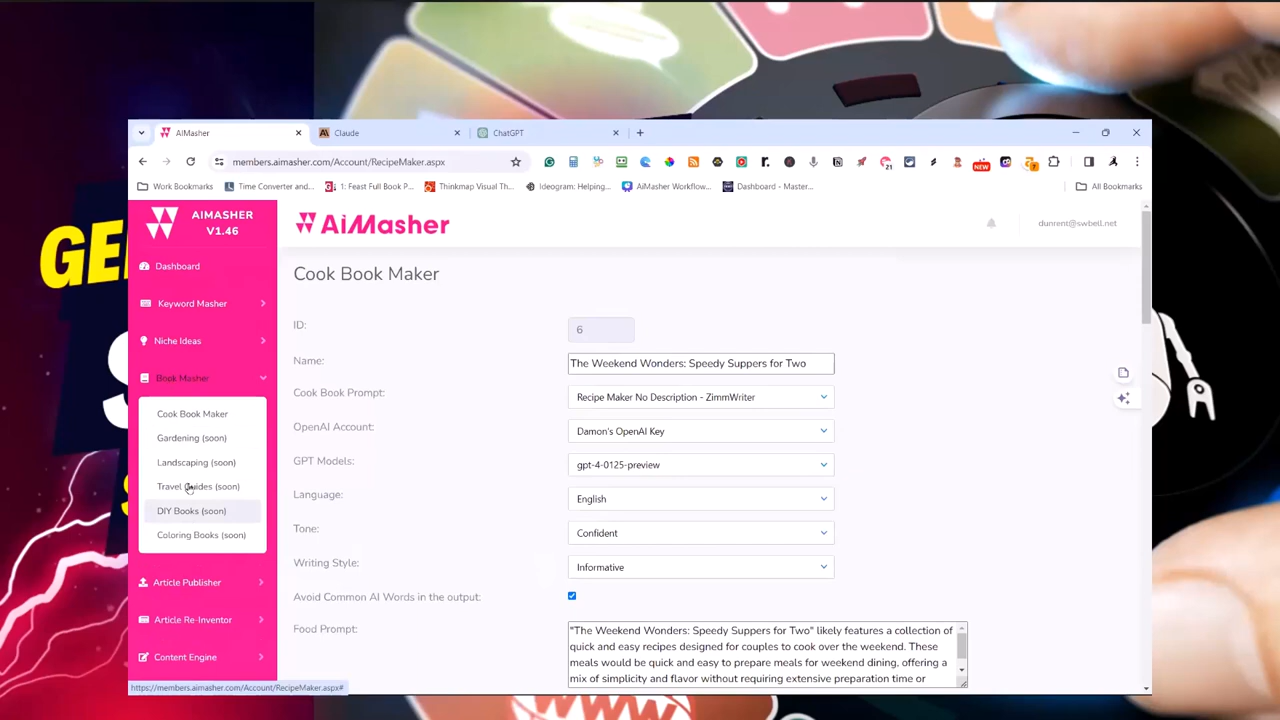 GE
S
WWW
AiMasher
Claude
ChatGPT
members.aimasher.com/Account/RecipeMaker.aspx
NEW
21
Work Bookmarks
Time Converter and...
1: Feast Full Book P...
Thinkmap Visual Th...
Ideogram: Helping...
AiMasher Workflow...
Dashboard - Master...
All Bookmarks
AIMASHER
V1.46
AiMasher
dunrent@swbell.net
Dashboard
Keyword Masher
Niche Ideas
Book Masher
Cook Book Maker
Gardening (soon)
Landscaping (soon)
Travel Guides (soon)
DIY Books (soon)
Coloring Books (soon)
Article Publisher
Article Re-Inventor
Content Engine
Cook Book Maker
ID:
6
Name:
The Weekend Wonders: Speedy Suppers for Two
Cook Book Prompt:
Recipe Maker No Description - ZimmWriter
OpenAI Account:
Damon's OpenAI Key
GPT Models:
gpt-4-0125-preview
Language:
English
Tone:
Confident
Writing Style:
Informative
Avoid Common AI Words in the output:
Food Prompt:
"The Weekend Wonders: Speedy Suppers for Two" likely features a collection of
quick and easy recipes designed for couples to cook over the weekend. These
meals would be quick and easy to prepare meals for weekend dining, offering a
mix of simplicity and flavor without requiring extensive preparation time or
https://members.aimasher.com/Account/RecipeMaker.aspx#